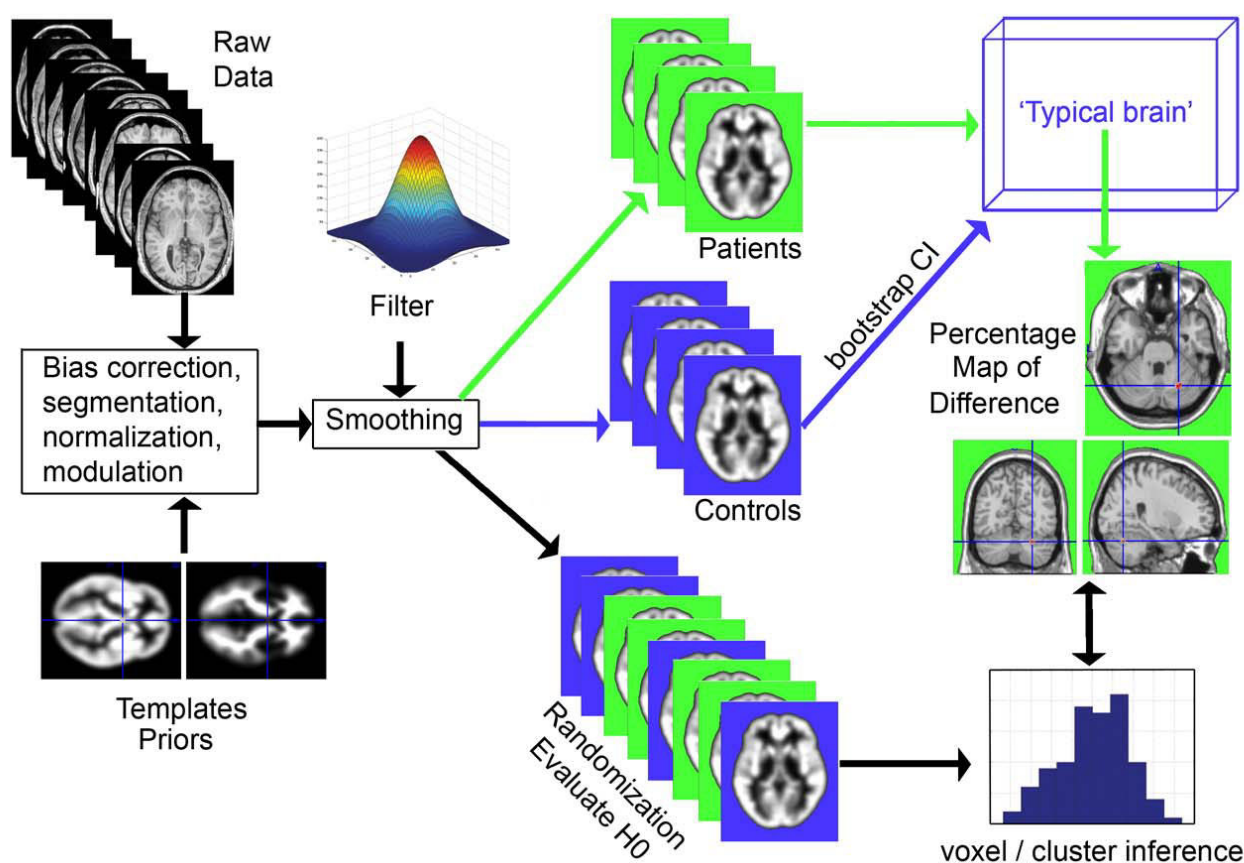 Raw
Data
Filter
Bias correction,
segmentation,
normalization,
modulation
Smoothing
Templates
Priors
Patients
Controls
bootstrap CI
'Typical brain'
Percentage
Map of
Difference
Randomization
Evaluate H0
voxel / cluster inference